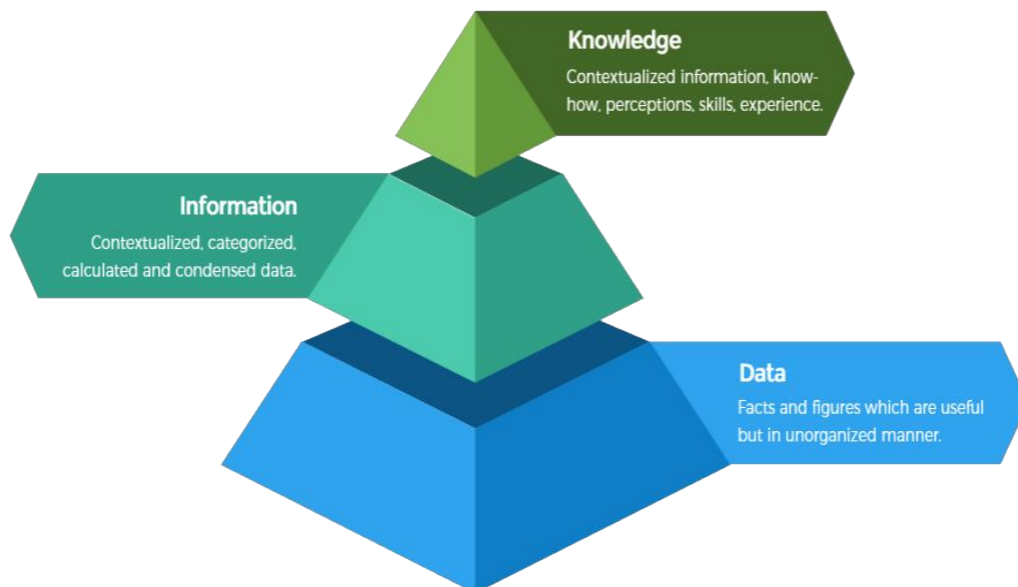 Knowledge
Contextualized information, know-
how, perceptions, skills, experience.
Information
Contextualized, categorized,
calculated and condensed data.
Data
Facts and figures which are useful
but in unorganized manner.